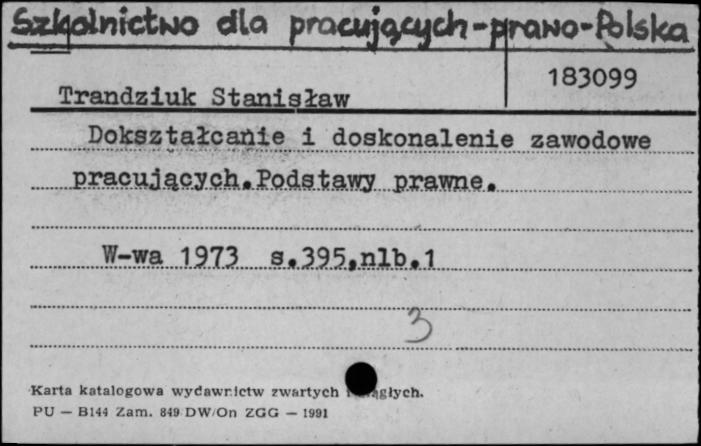 Szkolnictwo dla pracujących-prawo-Polska
183099
Trandziuk Stanisław
Dokształcanie i doskonalenie zawodowe
pracujących.Podstawy prawne.
W-wa 1973 s.395,nlb.1
3
Karta katalogowa wydawnictw zwartych
PU — B144 Zam. 849 DW/On ZGG — 1991